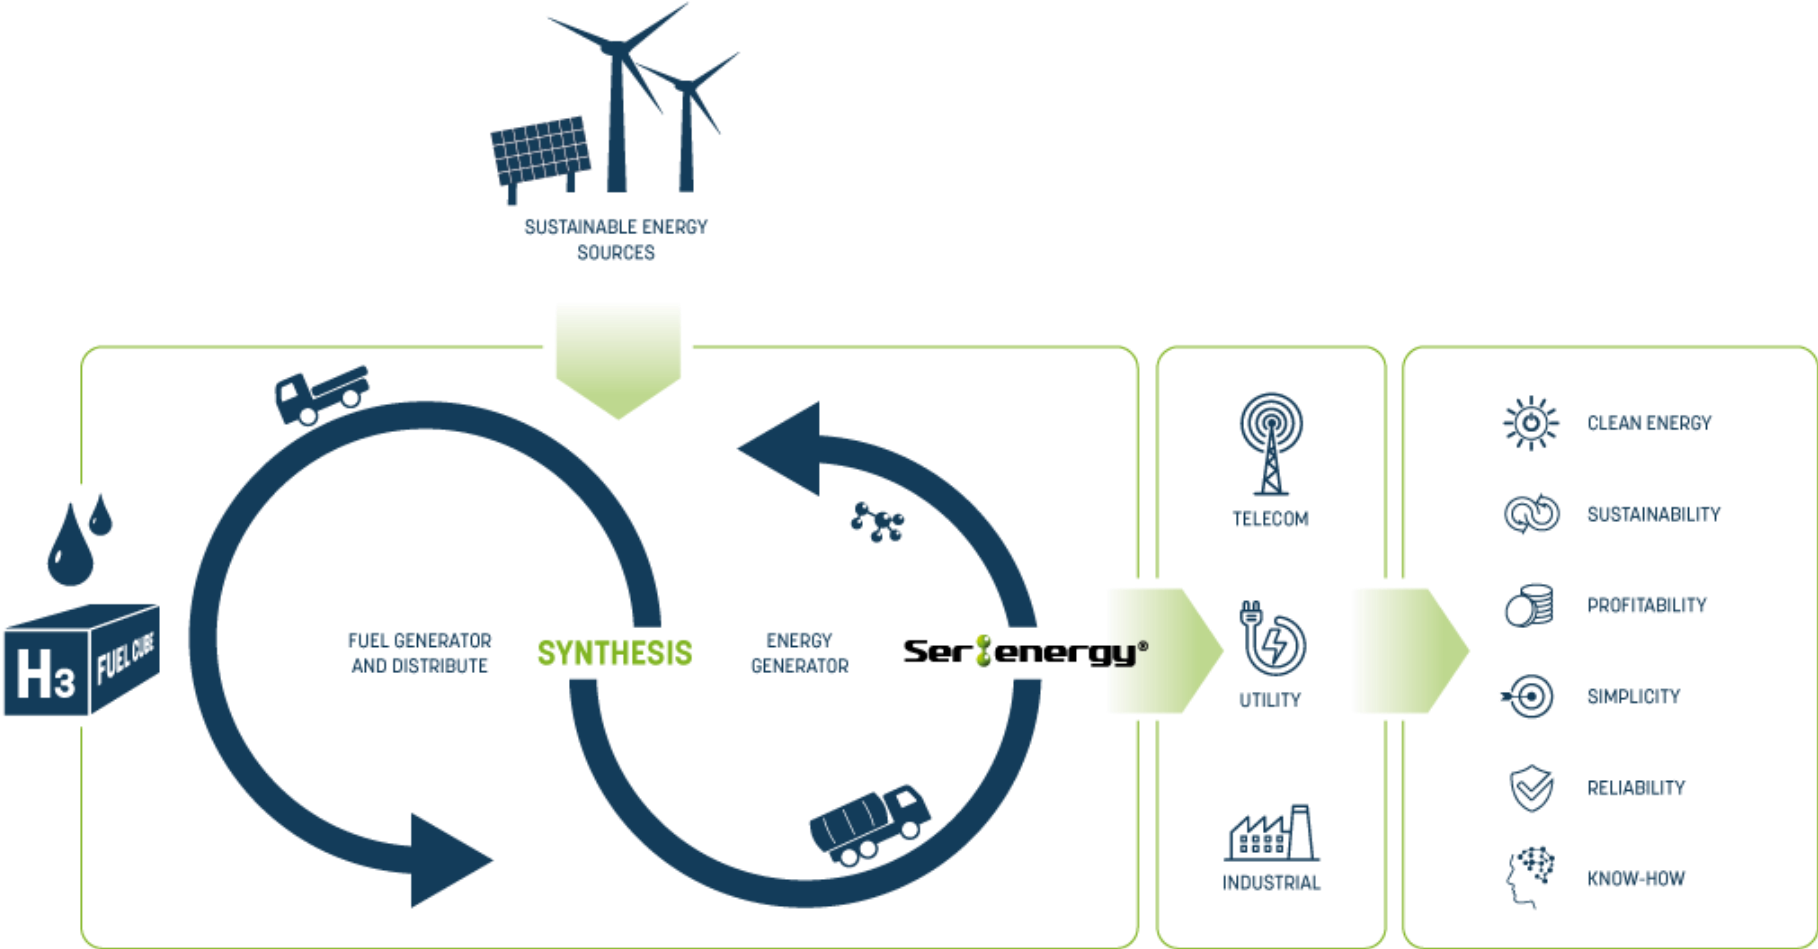 SUSTAINABLE ENERGY
SOURCES
H3
FUEL CUBE
FUEL GENERATOR
AND DISTRIBUTE
SYNTHESIS
ENERGY
GENERATOR
Serenergy®
TELECOM
UTILITY
INDUSTRIAL
CLEAN ENERGY
SUSTAINABILITY
PROFITABILITY
SIMPLICITY
RELIABILITY
KNOW-HOW